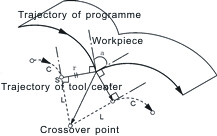 Trajectory of programme
Workpiece
α
r
C
S
C
Trajectory of tool center
L
L
Crossover point